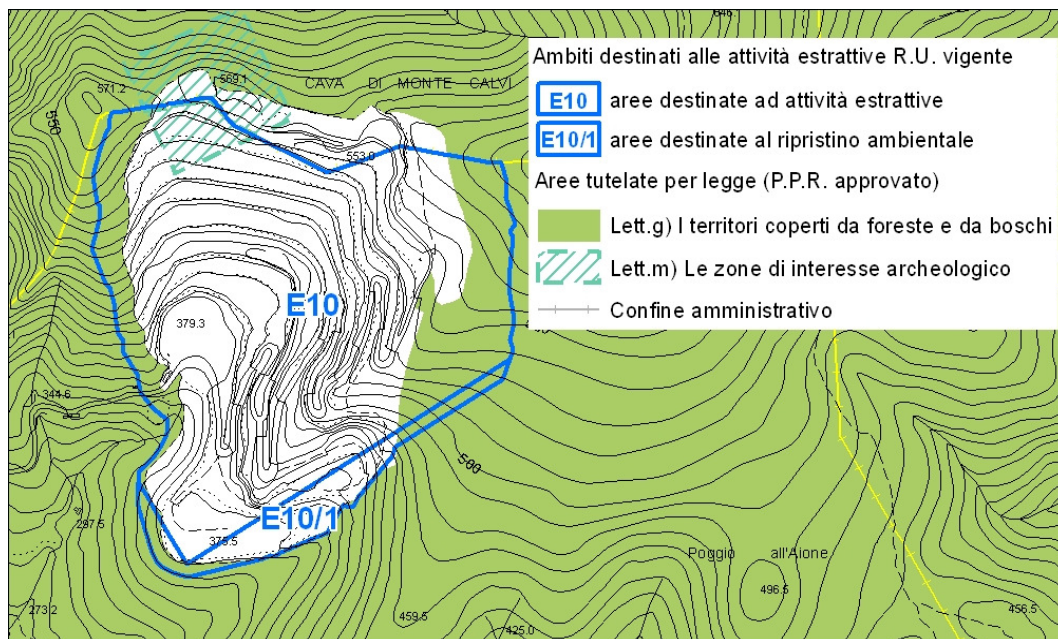 646.
Ambiti destinati alle attività estrattive R.U. vigente
E10 aree destinate ad attività estrattive
E10/1 aree destinate al ripristino ambientale
Aree tutelate per legge (P.P.R. approvato)
Lett.g) I territori coperti da foreste e da boschi
Lett.m) Le zone di interesse archeologico
Confine amministrativo
569.1
CAVA DI MONTE CALVI
571.2
550
553.0
E10
379.3
344.6
500
E10/1
297.5
375.5
Poggio all'Aione
496.5
273.2
459.5
456.5
425.0